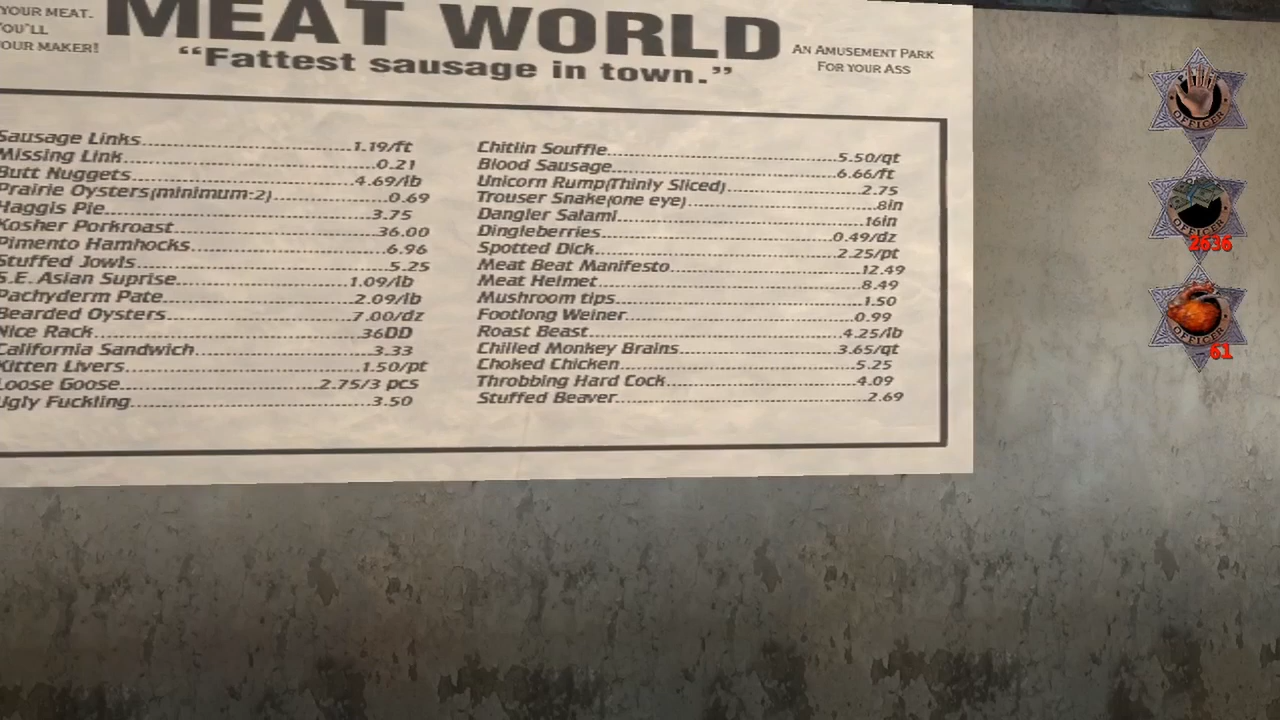 YOUR MEAT.
YOU'LL
OUR MAKER!
MEAT WORLD
"Fattest sausage in town."
AN AMUSEMENT PARK
FOR YOUR ASS
Sausage Links 1.19/ft
Missing Link 0.21
Butt Nuggets 4.69/lb
Prairie Oysters(minimum-2) 0.69
Haggis Pie 3.75
Kosher Porkroast 36.00
Pimento Hamhocks 6.96
Stuffed Jowls 5.25
S.E. Asian Suprise 1.09/lb
Pachyderm Pate 2.09/lb
Bearded Oysters 7.00/dz
Nice Rack 36DD
California Sandwich 3.33
Kitten Livers 1.50/pt
Loose Goose 2.75/3 pcs
Ugly Fuckling 3.50
Chitlin Souffle 5.50/qt
Blood Sausage 6.66/ft
Unicorn Rump(Thinly Sliced) 2.75
Trouser Snake(one eye) 8in
Dangler Salami 16in
Dingleberries 0.49/dz
Spotted Dick 2.25/pt
Meat Beat Manifesto 12.49
Meat Helmet 8.49
Mushroom tips 1.50
Footlong Weiner 0.99
Roast Beast 4.25/lb
Chilled Monkey Brains 3.65/qt
Choked Chicken 5.25
Throbbing Hard Cock 4.09
Stuffed Beaver 2.69
OFFICER
OFFICER
2636
OFFICER
61